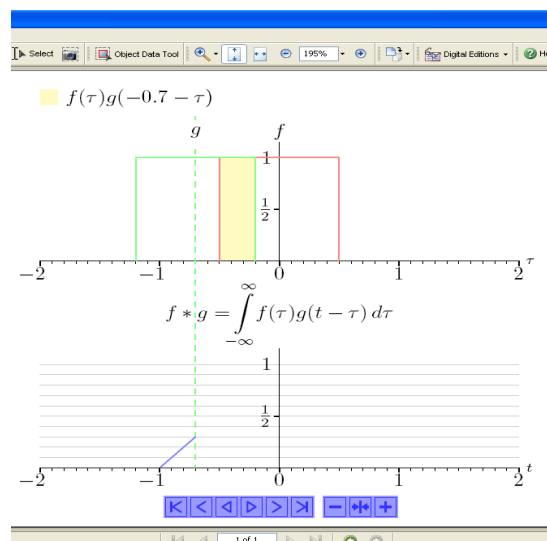 Select Object Data Tool 195% Digital Editions H
f(τ)g(−0.7 − τ)
g f
1
1/2
−2 −1 0 1 2 τ
f ∗ g = ∫_{−∞}^{∞} f(τ)g(t − τ) dτ
1
1/2
−2 −1 0 1 2 t
1 of 1